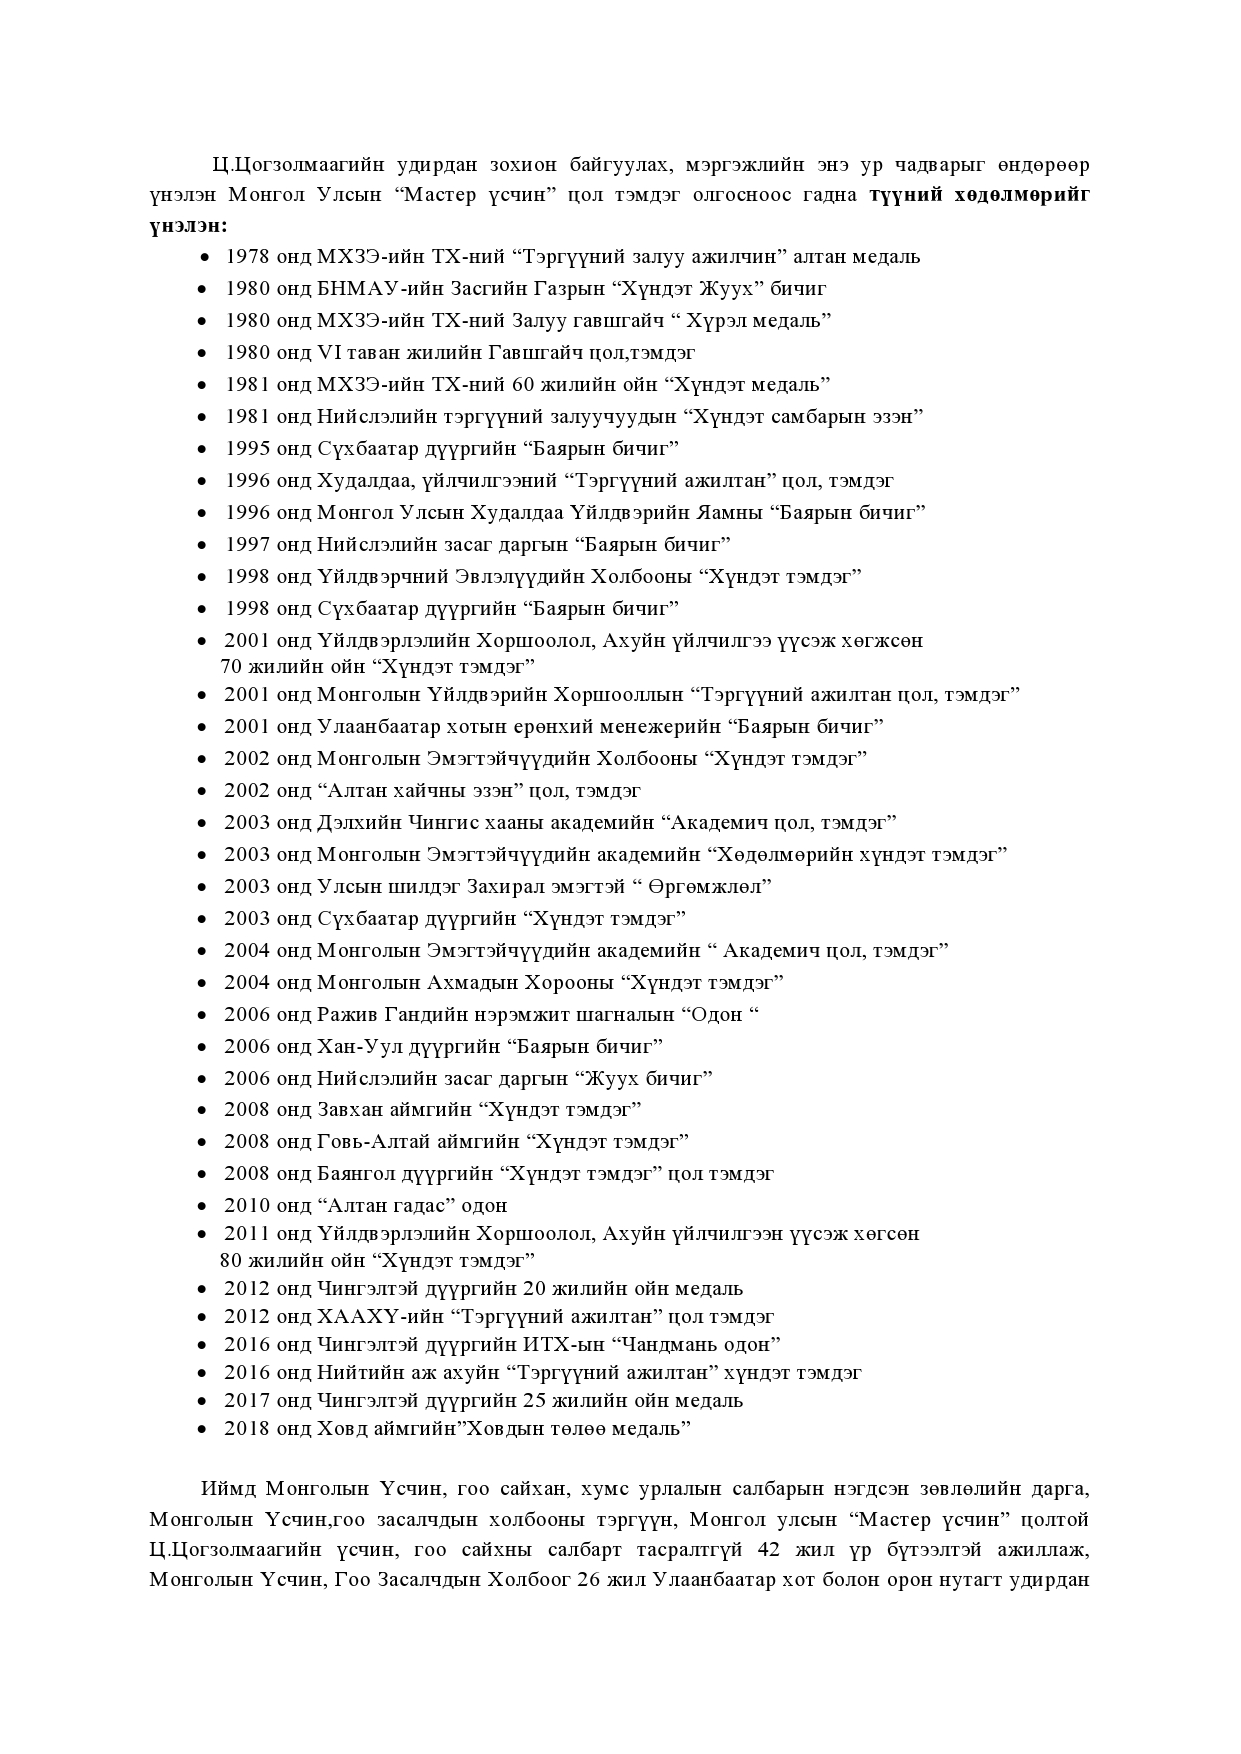 Ц.Цогзолмаагийн удирдан зохион байгуулах, мэргэжлийн энэ ур чадварыг өндөрөөр
үнэлэн Монгол Улсын “Мастер үсчин” цол тэмдэг олгосноос гадна түүний хөдөлмөрийг
үнэлэн:
• 1978 онд МХЗЭ-ийн ТХ-ний “Тэргүүний залуу ажилчин” алтан медаль
• 1980 онд БНМАУ-ийн Засгийн Газрын “Хүндэт Жуух” бичиг
• 1980 онд МХЗЭ-ийн ТХ-ний Залуу гавшгайч “ Хүрэл медаль”
• 1980 онд VI таван жилийн Гавшгайч цол,тэмдэг
• 1981 онд МХЗЭ-ийн ТХ-ний 60 жилийн ойн “Хүндэт медаль”
• 1981 онд Нийслэлийн тэргүүний залуучуудын “Хүндэт самбарын эзэн”
• 1995 онд Сүхбаатар дүүргийн “Баярын бичиг”
• 1996 онд Худалдаа, үйлчилгээний “Тэргүүний ажилтан” цол, тэмдэг
• 1996 онд Монгол Улсын Худалдаа Үйлдвэрийн Яамны “Баярын бичиг”
• 1997 онд Нийслэлийн засаг даргын “Баярын бичиг”
• 1998 онд Үйлдвэрчний Эвлэлүүдийн Холбооны “Хүндэт тэмдэг”
• 1998 онд Сүхбаатар дүүргийн “Баярын бичиг”
• 2001 онд Үйлдвэрлэлийн Хоршоолол, Ахуйн үйлчилгээ үүсэж хөгжсөн
70 жилийн ойн “Хүндэт тэмдэг”
• 2001 онд Монголын Үйлдвэрийн Хоршооллын “Тэргүүний ажилтан цол, тэмдэг”
• 2001 онд Улаанбаатар хотын ерөнхий менежерийн “Баярын бичиг”
• 2002 онд Монголын Эмэгтэйчүүдийн Холбооны “Хүндэт тэмдэг”
• 2002 онд “Алтан хайчны эзэн” цол, тэмдэг
• 2003 онд Дэлхийн Чингис хааны академийн “Академич цол, тэмдэг”
• 2003 онд Монголын Эмэгтэйчүүдийн академийн “Хөдөлмөрийн хүндэт тэмдэг”
• 2003 онд Улсын шилдэг Захирал эмэгтэй “ Өргөмжлөл”
• 2003 онд Сүхбаатар дүүргийн “Хүндэт тэмдэг”
• 2004 онд Монголын Эмэгтэйчүүдийн академийн “ Академич цол, тэмдэг”
• 2004 онд Монголын Ахмадын Хорооны “Хүндэт тэмдэг”
• 2006 онд Ражив Гандийн нэрэмжит шагналын “Одон “
• 2006 онд Хан-Уул дүүргийн “Баярын бичиг”
• 2006 онд Нийслэлийн засаг даргын “Жуух бичиг”
• 2008 онд Завхан аймгийн “Хүндэт тэмдэг”
• 2008 онд Говь-Алтай аймгийн “Хүндэт тэмдэг”
• 2008 онд Баянгол дүүргийн “Хүндэт тэмдэг” цол тэмдэг
• 2010 онд “Алтан гадас” одон
• 2011 онд Үйлдвэрлэлийн Хоршоолол, Ахуйн үйлчилгээн үүсэж хөгсөн
80 жилийн ойн “Хүндэт тэмдэг”
• 2012 онд Чингэлтэй дүүргийн 20 жилийн ойн медаль
• 2012 онд ХААХҮ-ийн “Тэргүүний ажилтан” цол тэмдэг
• 2016 онд Чингэлтэй дүүргийн ИТХ-ын “Чандмань одон”
• 2016 онд Нийтийн аж ахуйн “Тэргүүний ажилтан” хүндэт тэмдэг
• 2017 онд Чингэлтэй дүүргийн 25 жилийн ойн медаль
• 2018 онд Ховд аймгийн”Ховдын төлөө медаль”
Иймд Монголын Үсчин, гоо сайхан, хумс урлалын салбарын нэгдсэн зөвлөлийн дарга,
Монголын Үсчин,гоо засалчдын холбооны тэргүүн, Монгол улсын “Мастер үсчин” цолтой
Ц.Цогзолмаагийн үсчин, гоо сайхны салбарт тасралтгүй 42 жил үр бүтээлтэй ажиллаж,
Монголын Үсчин, Гоо Засалчдын Холбоог 26 жил Улаанбаатар хот болон орон нутагт удирдан